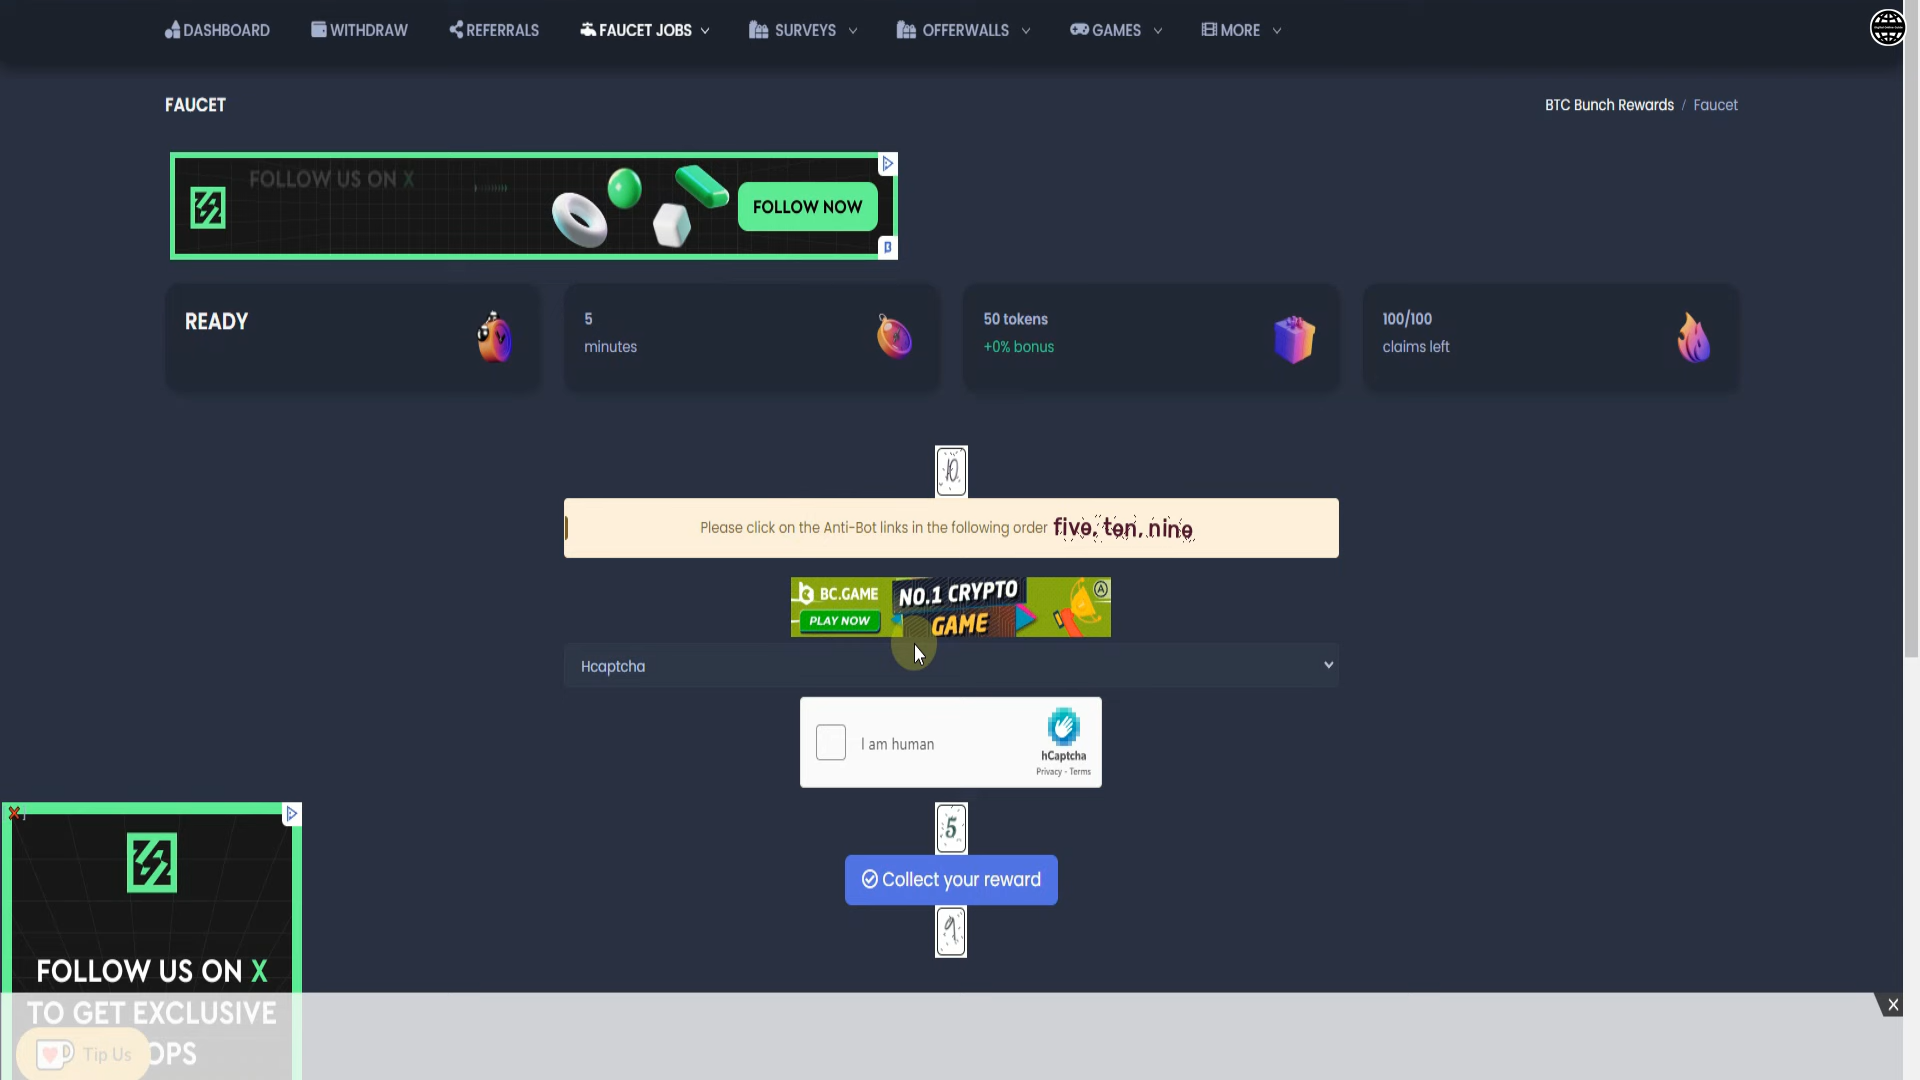 DASHBOARD WITHDRAW REFERRALS FAUCET JOBS SURVEYS OFFERWALLS GAMES MORE
FAUCET
BTC Bunch Rewards / Faucet
FOLLOW US ON X
FOLLOW NOW
READY
5
minutes
50 tokens
+0% bonus
100/100
claims left
10
Please click on the Anti-Bot links in the following order five, ten, nine
BC.GAME
PLAY NOW
NO.1 CRYPTO
GAME
Hcaptcha
I am human
hCaptcha
Privacy - Terms
5
Collect your reward
9
FOLLOW US ON X
TO GET EXCLUSIVE
OPS
Tip Us